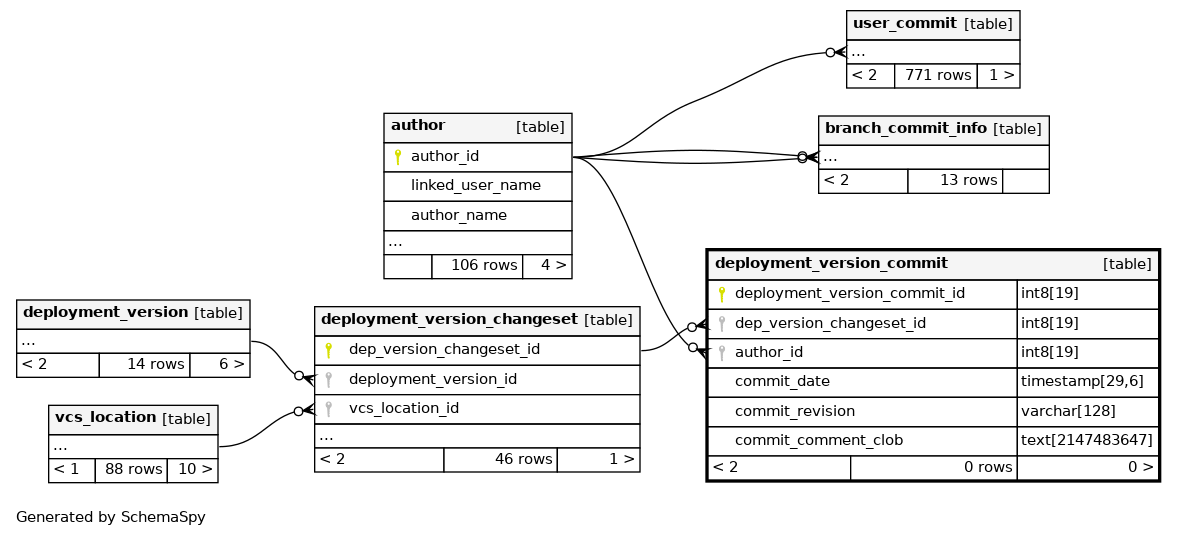 user_commit [table]
...
< 2 771 rows 1 >
author [table]
author_id
linked_user_name
author_name
...
106 rows 4 >
branch_commit_info [table]
...
< 2 13 rows
deployment_version_commit [table]
deployment_version_commit_id int8[19]
dep_version_changeset_id int8[19]
author_id int8[19]
commit_date timestamp[29,6]
commit_revision varchar[128]
commit_comment_clob text[2147483647]
< 2 0 rows 0 >
deployment_version [table]
...
< 2 14 rows 6 >
deployment_version_changeset [table]
dep_version_changeset_id
deployment_version_id
vcs_location_id
...
< 2 46 rows 1 >
vcs_location [table]
...
< 1 88 rows 10 >
Generated by SchemaSpy